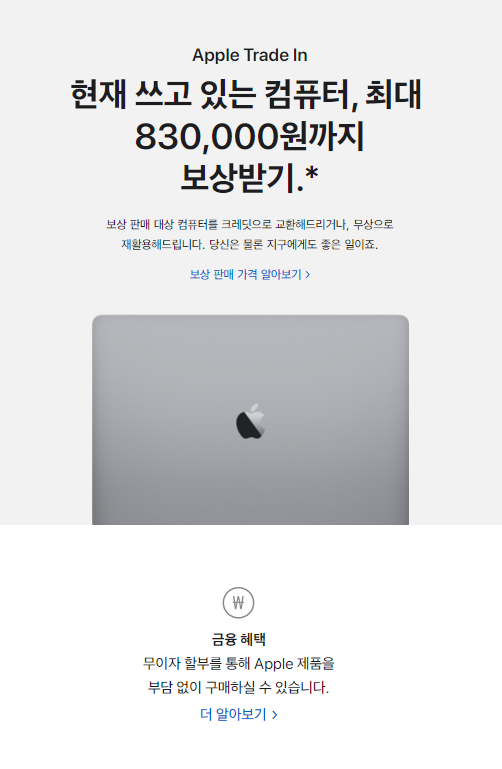 Apple Trade In
현재 쓰고 있는 컴퓨터, 최대
830,000원까지
보상받기.*
보상 판매 대상 컴퓨터를 크레딧으로 교환해드리거나, 무상으로
재활용해드립니다. 당신은 물론 지구에게도 좋은 일이죠.
보상 판매 가격 알아보기 >
₩
금융 혜택
무이자 할부를 통해 Apple 제품을
부담 없이 구매하실 수 있습니다.
더 알아보기 >